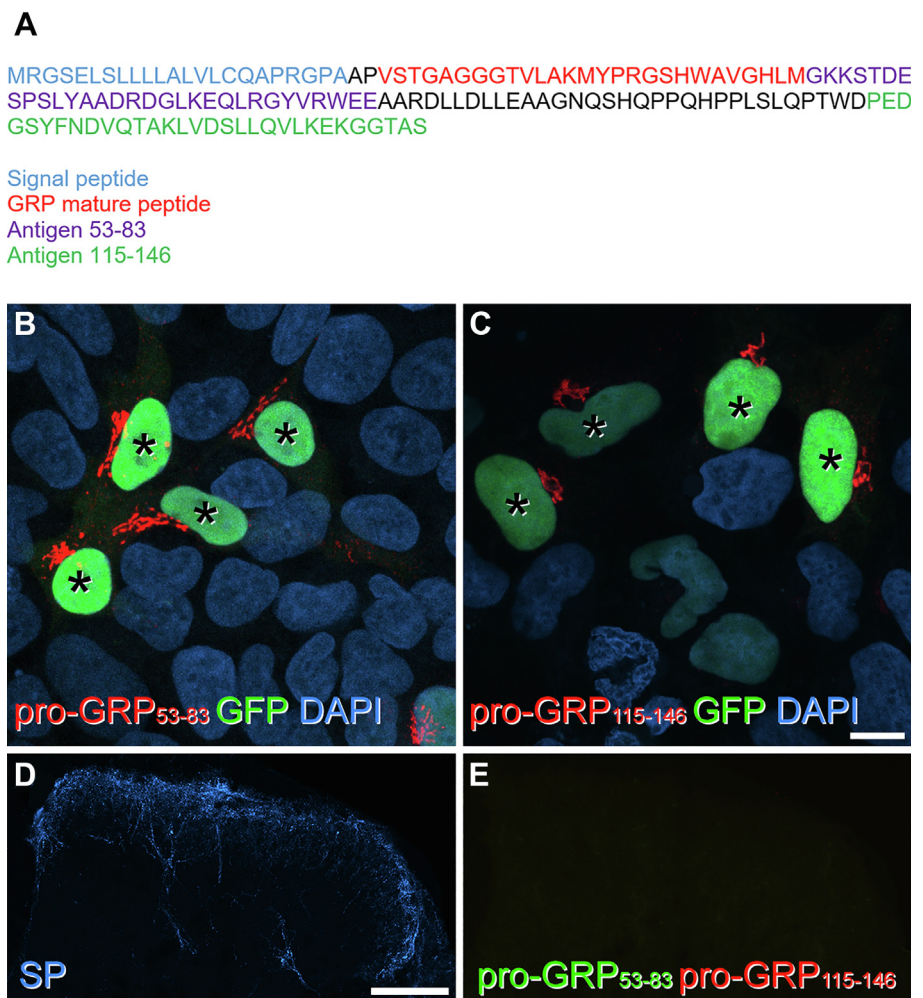 A
MRGSELSLLLLALVLCQAPRGPAAPVSTGAGGGTVLAKMYPRGSHWAVGHLMGKKSTDE
SPSLYAADRDGLKEQLRGYVRWEEAARDLLDLLEAAGNQSHQPPQHPPLSLQPTWDPED
GSYFNDVQTAKLVDSLLQVLKEKGGTAS
Signal peptide
GRP mature peptide
Antigen 53-83
Antigen 115-146
B
*
*
*
*
pro-GRP53-83 GFP DAPI
C
*
*
*
*
pro-GRP115-146 GFP DAPI
D
SP
E
pro-GRP53-83 pro-GRP115-146